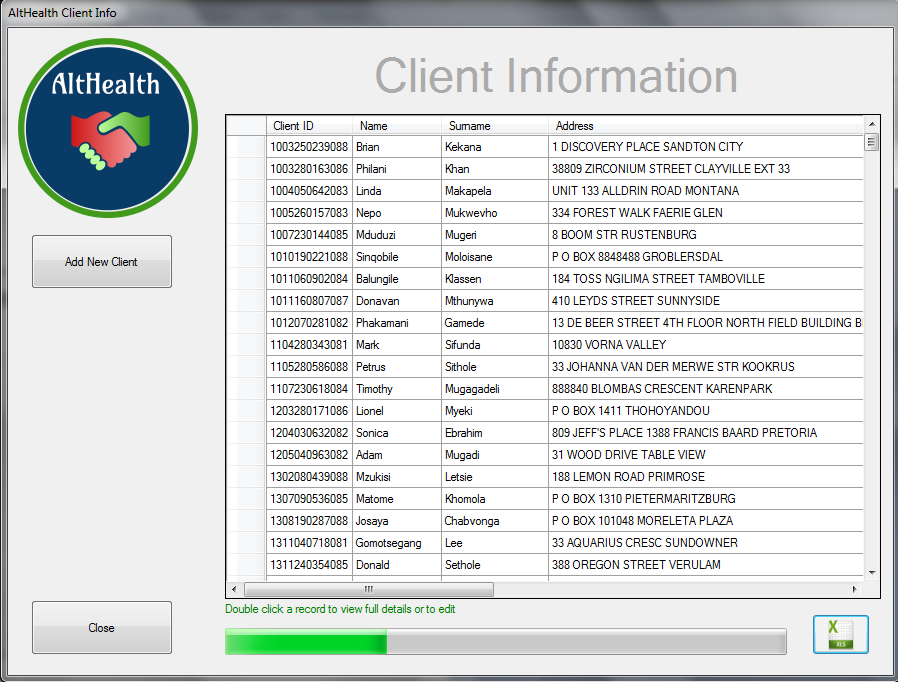 AltHealth Client Info
AltHealth
Client Information
Client ID Name Surname Address
1003250239088 Brian Kekana 1 DISCOVERY PLACE SANDTON CITY
1003280163086 Philani Khan 38809 ZIRCONIUM STREET CLAYVILLE EXT 33
1004050642083 Linda Makapela UNIT 133 ALLDRIN ROAD MONTANA
1005260157083 Nepo Mukwevho 334 FOREST WALK FAERIE GLEN
1007230144085 Mduduzi Mugeri 8 BOOM STR RUSTENBURG
1010190221088 Sinqobile Moloisane P O BOX 8848488 GROBLERSDAL
1011060902084 Balungile Klassen 184 TOSS NGILIMA STREET TAMBOVILLE
1011160807087 Donavan Mthunywa 410 LEYDS STREET SUNNYSIDE
1012070281082 Phakamani Gamede 13 DE BEER STREET 4TH FLOOR NORTH FIELD BUILDING
1104280343081 Mark Sifunda 10830 VORNA VALLEY
1105280586088 Petrus Sithole 33 JOHANNA VAN DER MERWE STR KOOKRUS
1107230618084 Timothy Mugagadeli 888840 BLOMBAS CRESCENT KARENPARK
1203280171086 Lionel Myeki P O BOX 1411 THOHOYANDOU
1204030632082 Sonica Ebrahim 809 JEFF'S PLACE 1388 FRANCIS BAARD PRETORIA
1205040963082 Adam Mugadi 31 WOOD DRIVE TABLE VIEW
1302080439088 Mzukisi Letsie 188 LEMON ROAD PRIMROSE
1307090536085 Matome Khomola P O BOX 1310 PIETERMARITZBURG
1308190287088 Josaya Chabvonga P O BOX 101048 MORELETA PLAZA
1311040718081 Gomotsegang Lee 33 AQUARIUS CRESC SUNDOWNER
1311240354085 Donald Sethole 388 OREGON STREET VERULAM
Add New Client
Double click a record to view full details or to edit
Close
X
XLS